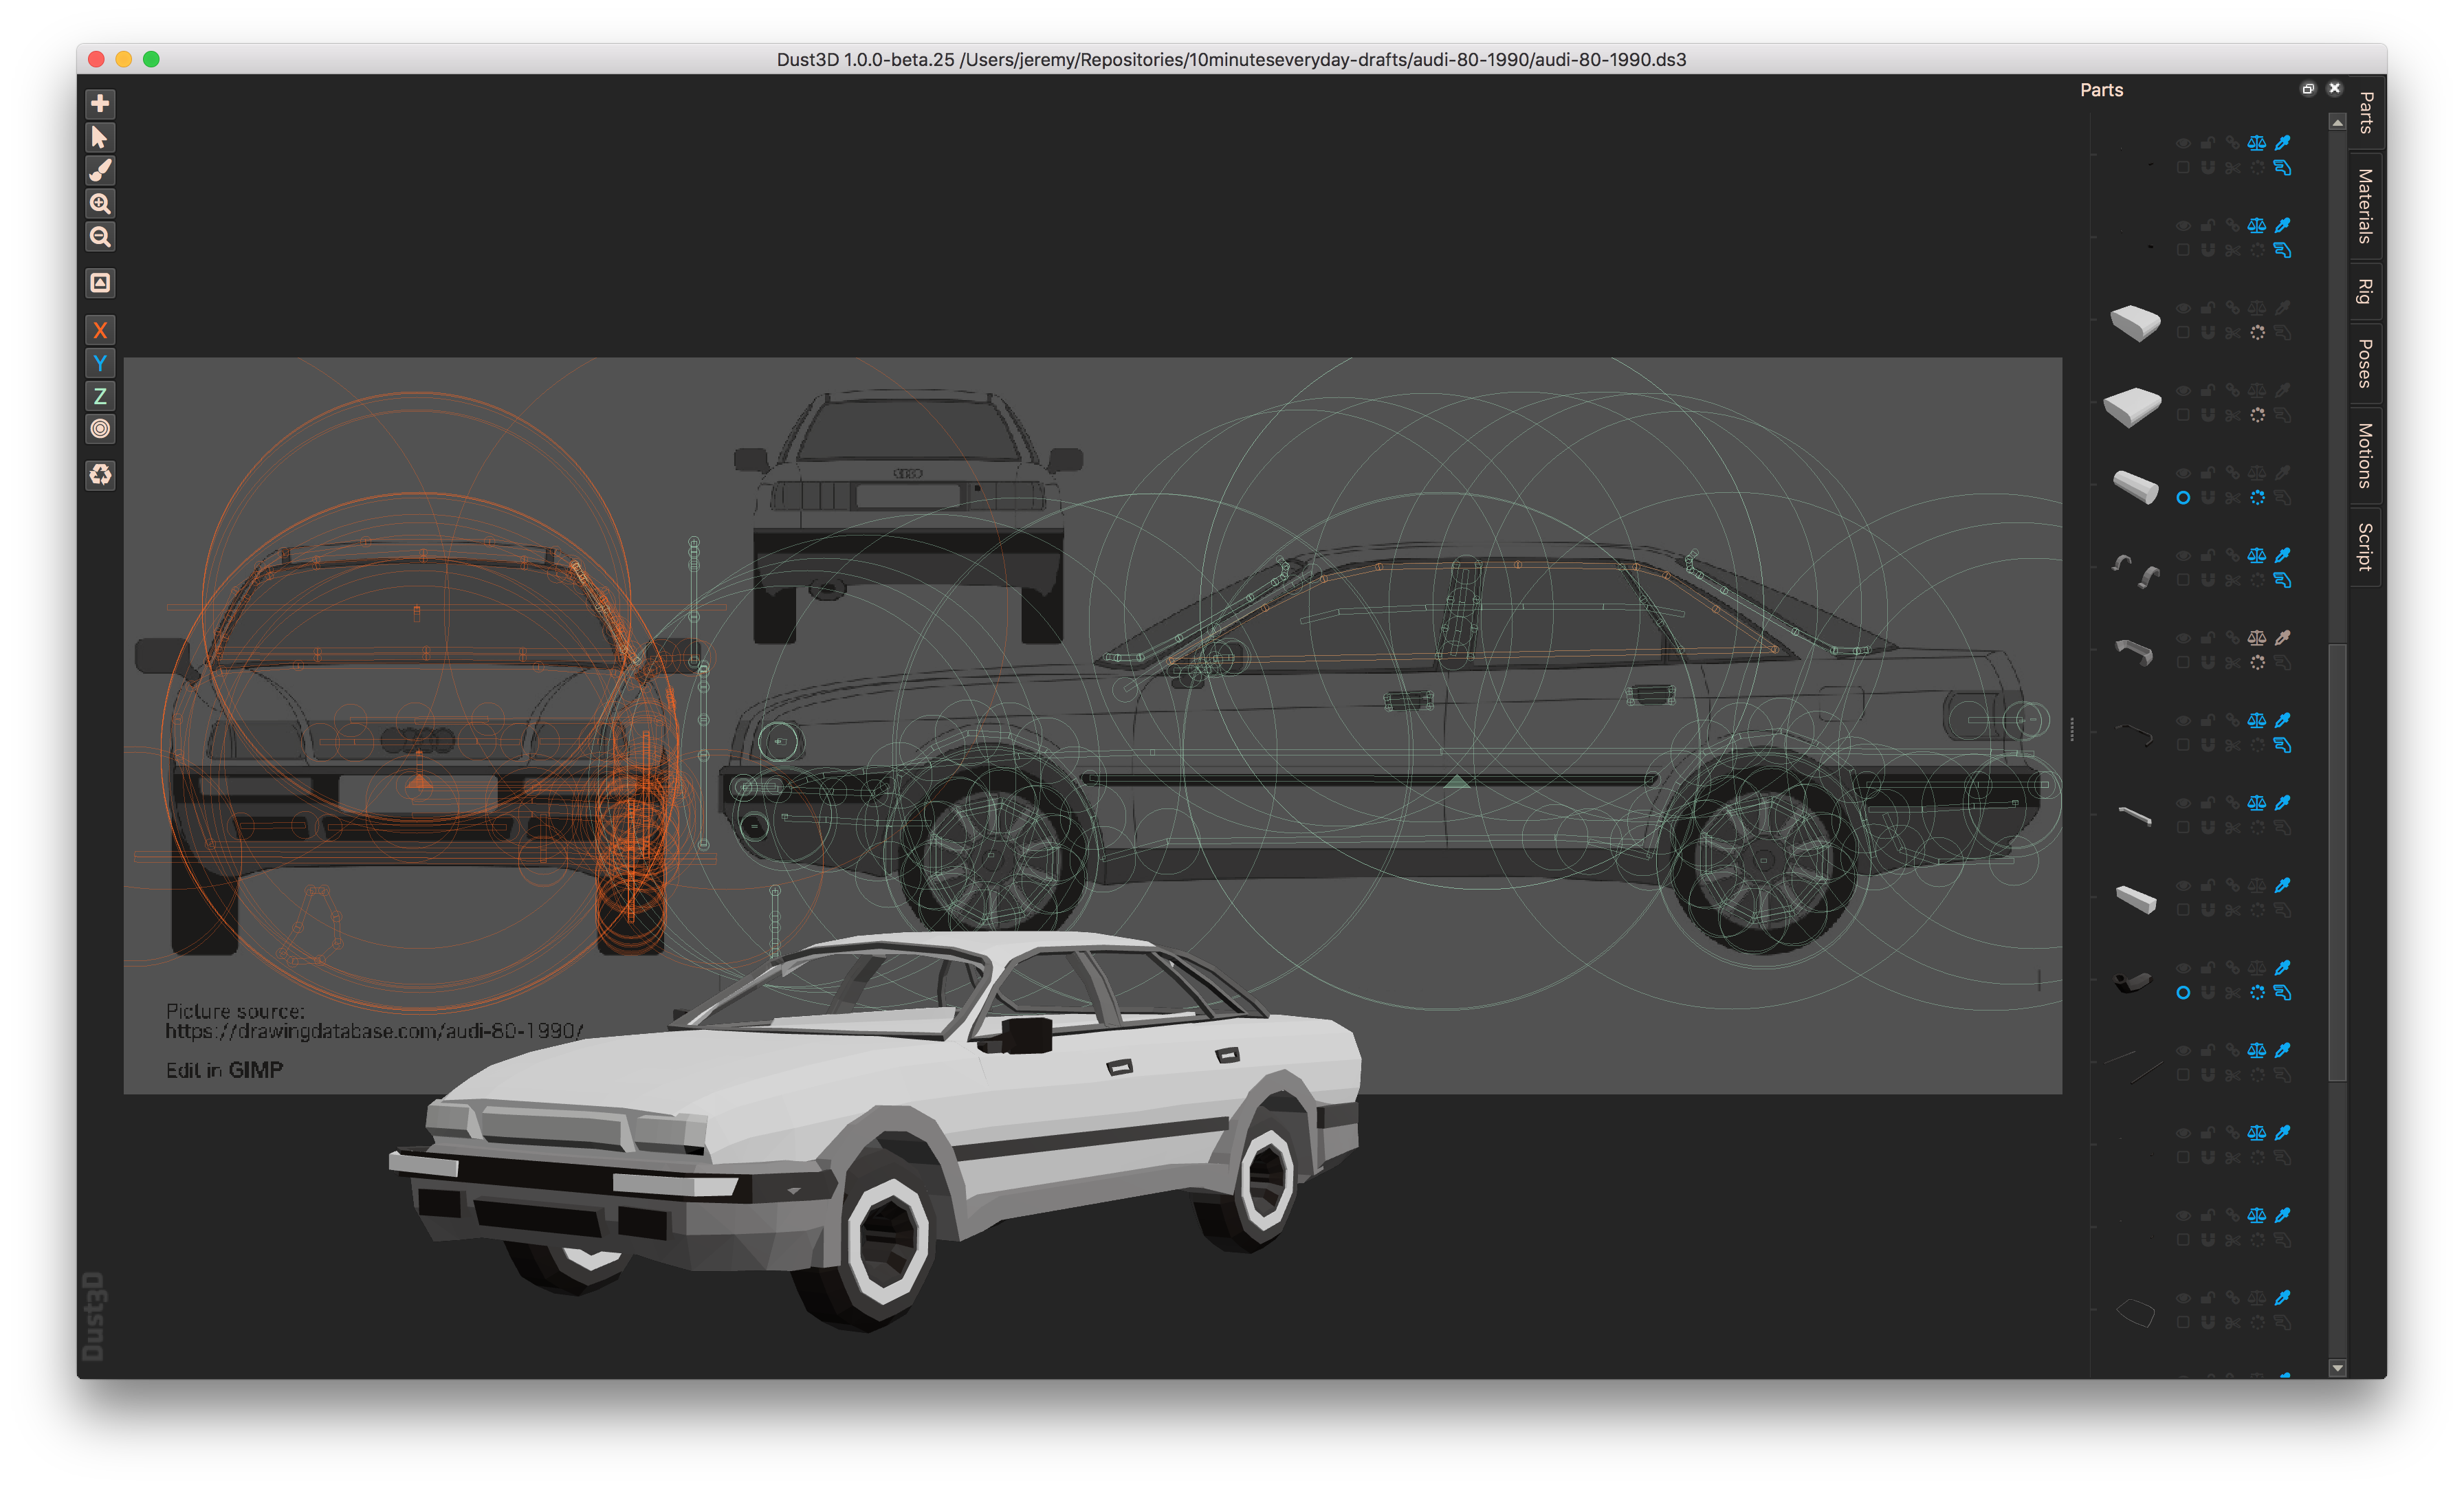 Dust3D 1.0.0-beta.25 /Users/jeremy/Repositories/10minuteseveryday-drafts/audi-80-1990/audi-80-1990.ds3
Parts
Parts
Materials
Rig
Poses
Motions
Script
X
Y
Z
Picture source:
https://drawingdatabase.com/audi-80-1990/
Edit in GIMP
Dust3D